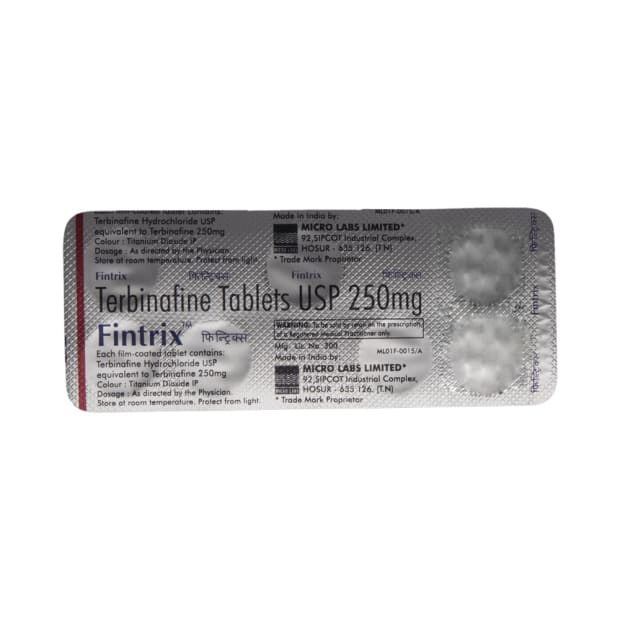 Terbinafine Hydrochloride USP
equivalent to Terbinafine 250mg
Colour : Titanium Dioxide IP
Dosage : As directed by the Physician.
Store at room temperature. Protect from light.
Made in India by:
MICRO LABS LIMITED*
92,SIPCOT Industrial Complex,
HOSUR - 635 126. (T.N)
* Trade Mark Proprietor
ML01F-0015/A
Fintrix फिन्ट्रिक्स Fintrix फिन्ट्रिक्स
Terbinafine Tablets USP 250mg
Fintrix™ फिन्ट्रिक्स
Each film-coated tablet contains:
Terbinafine Hydrochloride USP
equivalent to Terbinafine 250mg
Colour : Titanium Dioxide IP
Dosage : As directed by the Physician.
Store at room temperature. Protect from light.
WARNING: To be sold by retail on the prescription
of a Registered Medical Practitioner only.
Mfg. Lic. No. 300
Made in India by:
ML01F-0015/A
MICRO LABS LIMITED*
92,SIPCOT Industrial Complex,
HOSUR - 635 126. (T.N)
* Trade Mark Proprietor
फिन्ट्रिक्स
Fintrix
फिन्ट्रिक्स